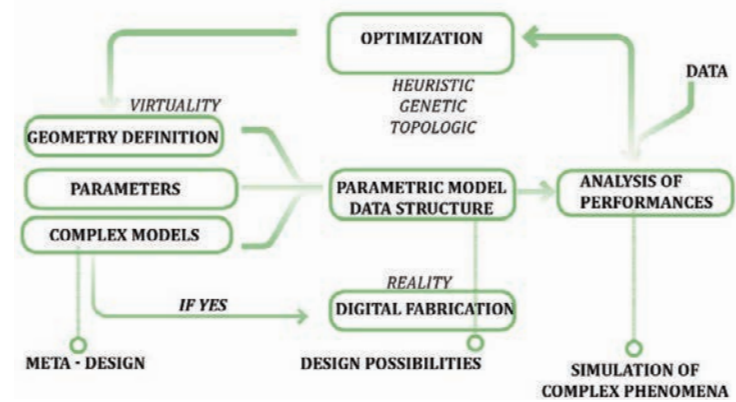 OPTIMIZATION
HEURISTIC
GENETIC
TOPOLOGIC
DATA
VIRTUALITY
GEOMETRY DEFINITION
PARAMETERS
COMPLEX MODELS
PARAMETRIC MODEL
DATA STRUCTURE
ANALYSIS OF
PERFORMANCES
IF YES
REALITY
DIGITAL FABRICATION
META - DESIGN
DESIGN POSSIBILITIES
SIMULATION OF
COMPLEX PHENOMENA